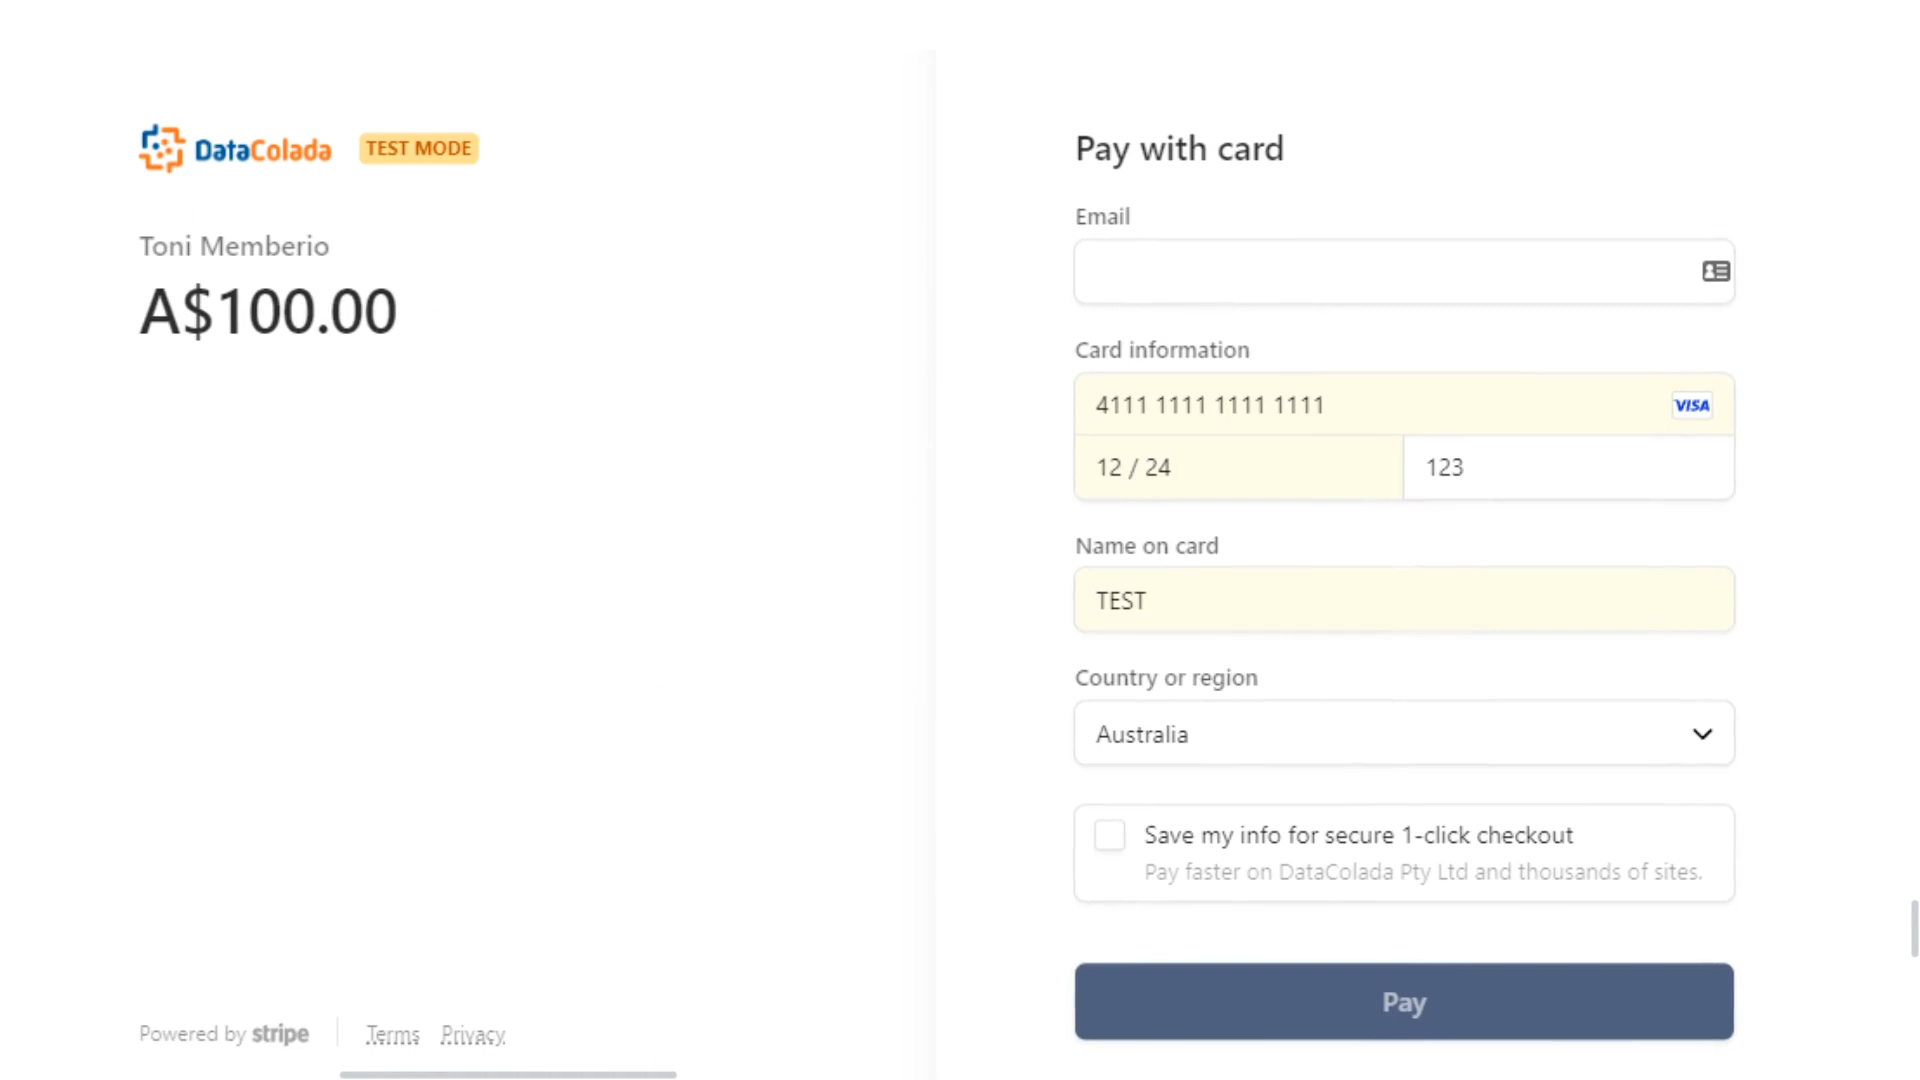 DataColada TEST MODE
Toni Memberio
A$100.00
Powered by stripe Terms Privacy
Pay with card
Email
Card information
4111 1111 1111 1111 VISA
12 / 24 123
Name on card
TEST
Country or region
Australia
Save my info for secure 1-click checkout
Pay faster on DataColada Pty Ltd and thousands of sites.
Pay